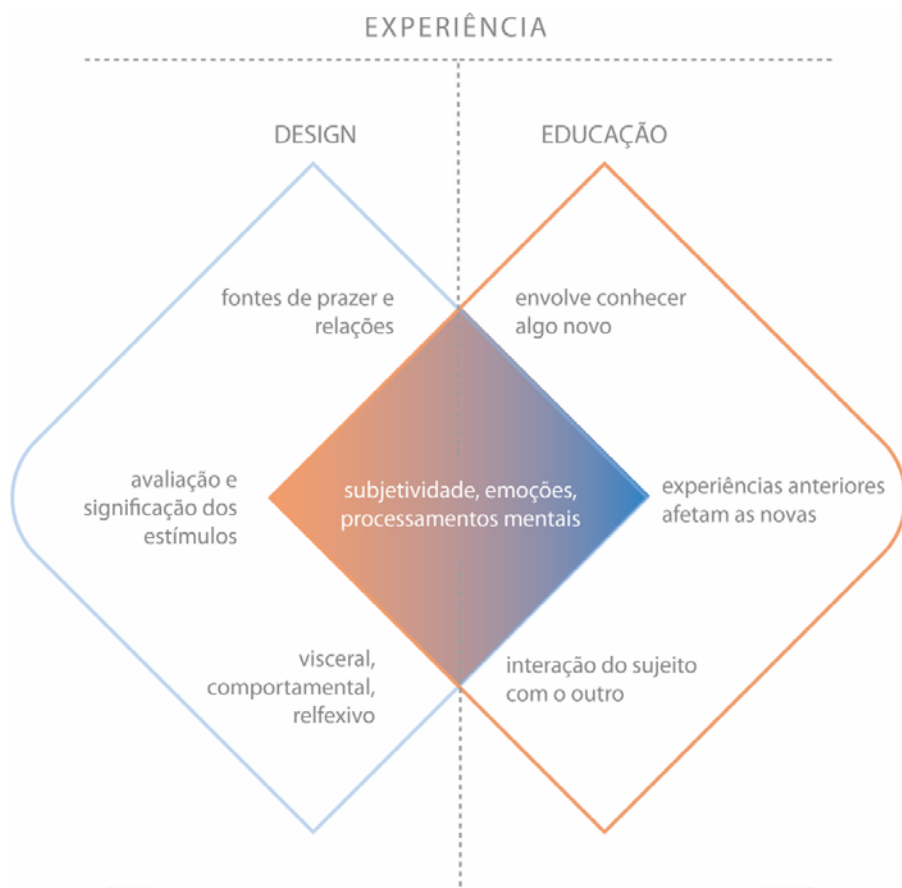 EXPERIÊNCIA
DESIGN
EDUCAÇÃO
fontes de prazer e
relações
envolve conhecer
algo novo
avaliação e
significação dos
estímulos
subjetividade, emoções,
processamentos mentais
experiências anteriores
afetam as novas
visceral,
comportamental,
relfexivo
interação do sujeito
com o outro